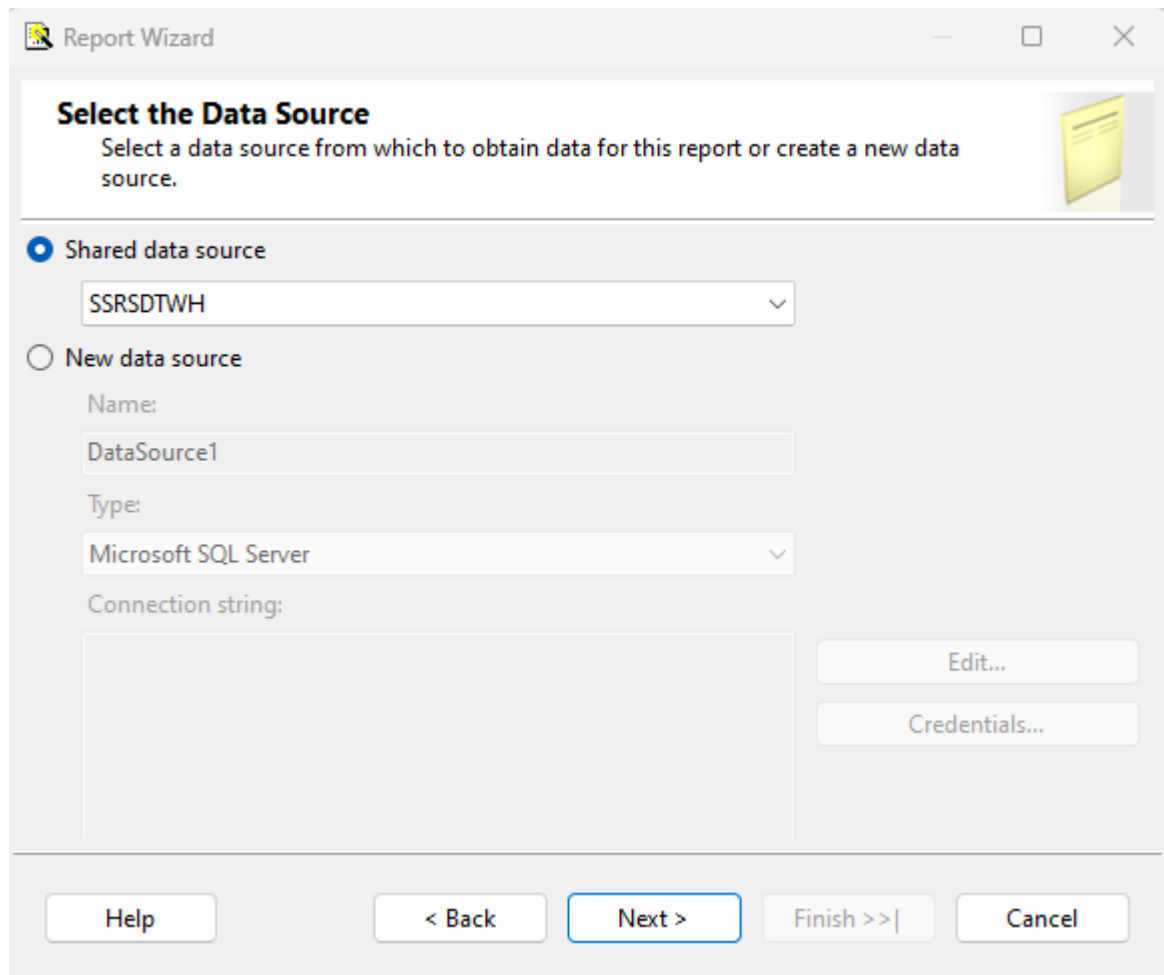 Report Wizard
Select the Data Source
Select a data source from which to obtain data for this report or create a new data
source.
Shared data source
SSRSDTWH
New data source
Name:
DataSource1
Type:
Microsoft SQL Server
Connection string:
Edit...
Credentials...
Help
< Back
Next >
Finish >>|
Cancel